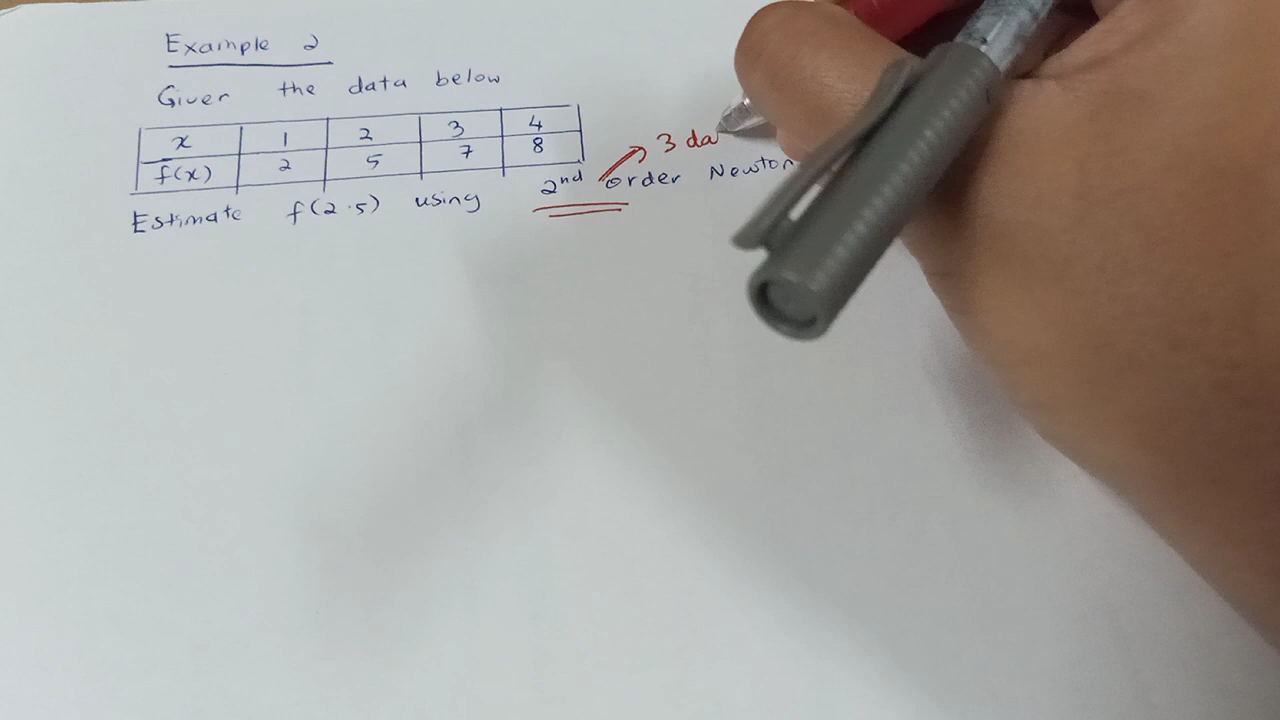 Example 2
Given the data below
x 1 2 3 4
f(x) 2 5 7 8
3 da
Estimate f(2.5) using 2nd order Newton